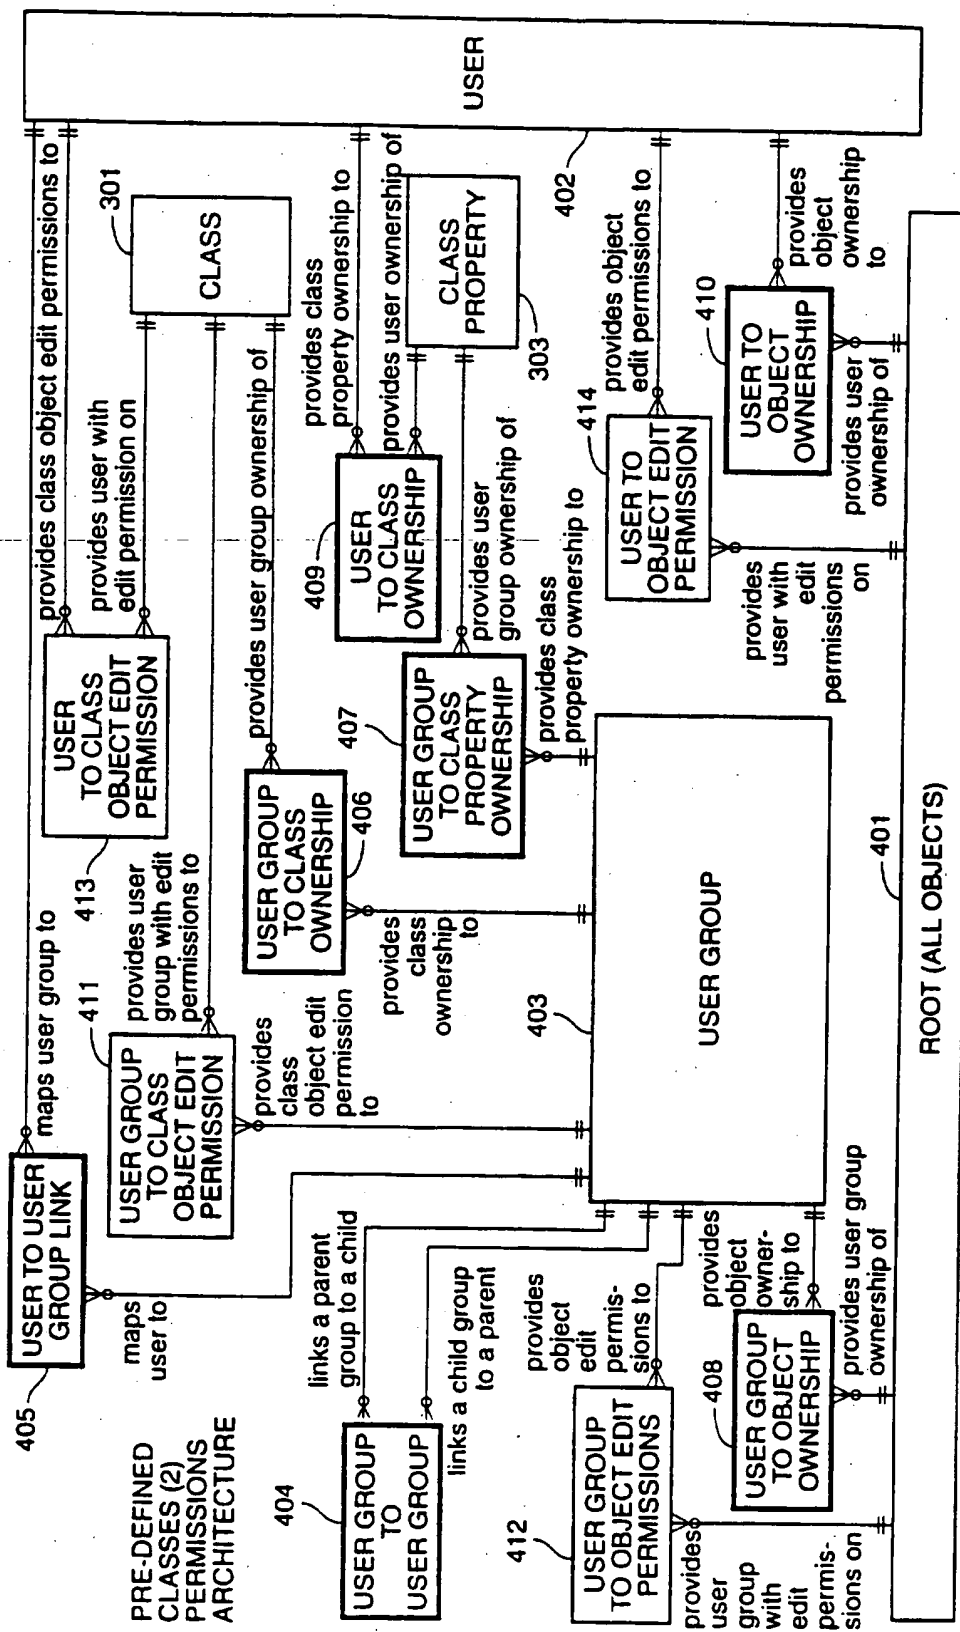 PRE-DEFINED
CLASSES (2)
PERMISSIONS
ARCHITECTURE
405
USER TO USER
GROUP LINK
maps user group to
maps
user to
411
USER GROUP
TO CLASS
OBJECT EDIT
PERMISSION
provides user
group with edit
permissions to
provides
class
object edit
permission
to
413
USER
TO CLASS
OBJECT EDIT
PERMISSION
provides class object edit permissions to
provides user with
edit permission on
301
CLASS
USER
402
404
USER GROUP
TO
USER GROUP
links a parent
group to a child
links a child group
to a parent
USER GROUP
TO CLASS
OWNERSHIP
406
provides user group ownership of
provides
class
ownership
to
409
USER
TO CLASS
OWNERSHIP
provides class
property ownership to
provides user ownership of
CLASS
PROPERTY
303
407
USER GROUP
TO CLASS
PROPERTY
OWNERSHIP
provides user
group ownership of
provides class
property ownership to
403
USER GROUP
412
USER GROUP
TO OBJECT EDIT
PERMISSIONS
provides
object
edit
permis-
sions to
provides
user
group
with
edit
permis-
sions on
408
USER GROUP
TO OBJECT
OWNERSHIP
provides
object
owner-
ship to
provides user group
ownership of
414
USER TO
OBJECT EDIT
PERMISSION
provides object
edit permissions to
provides
user with
edit
permissions
on
410
USER TO
OBJECT
OWNERSHIP
provides
object
ownership
to
provides user
ownership of
401
ROOT (ALL OBJECTS)